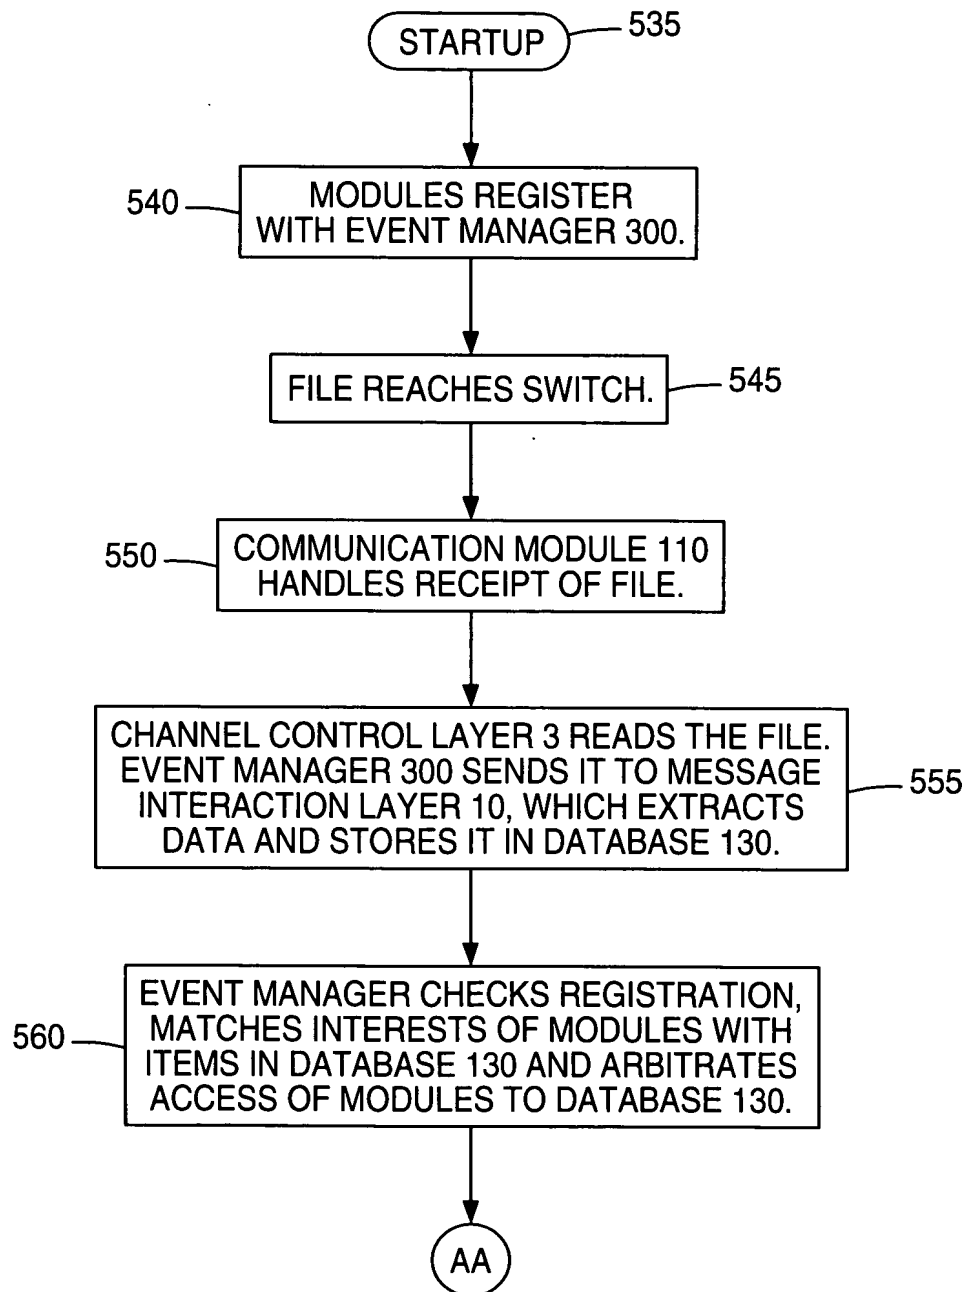 STARTUP
535
540
MODULES REGISTER
WITH EVENT MANAGER 300.
FILE REACHES SWITCH.
545
550
COMMUNICATION MODULE 110
HANDLES RECEIPT OF FILE.
CHANNEL CONTROL LAYER 3 READS THE FILE.
EVENT MANAGER 300 SENDS IT TO MESSAGE
INTERACTION LAYER 10, WHICH EXTRACTS
DATA AND STORES IT IN DATABASE 130.
555
560
EVENT MANAGER CHECKS REGISTRATION,
MATCHES INTERESTS OF MODULES WITH
ITEMS IN DATABASE 130 AND ARBITRATES
ACCESS OF MODULES TO DATABASE 130.
AA